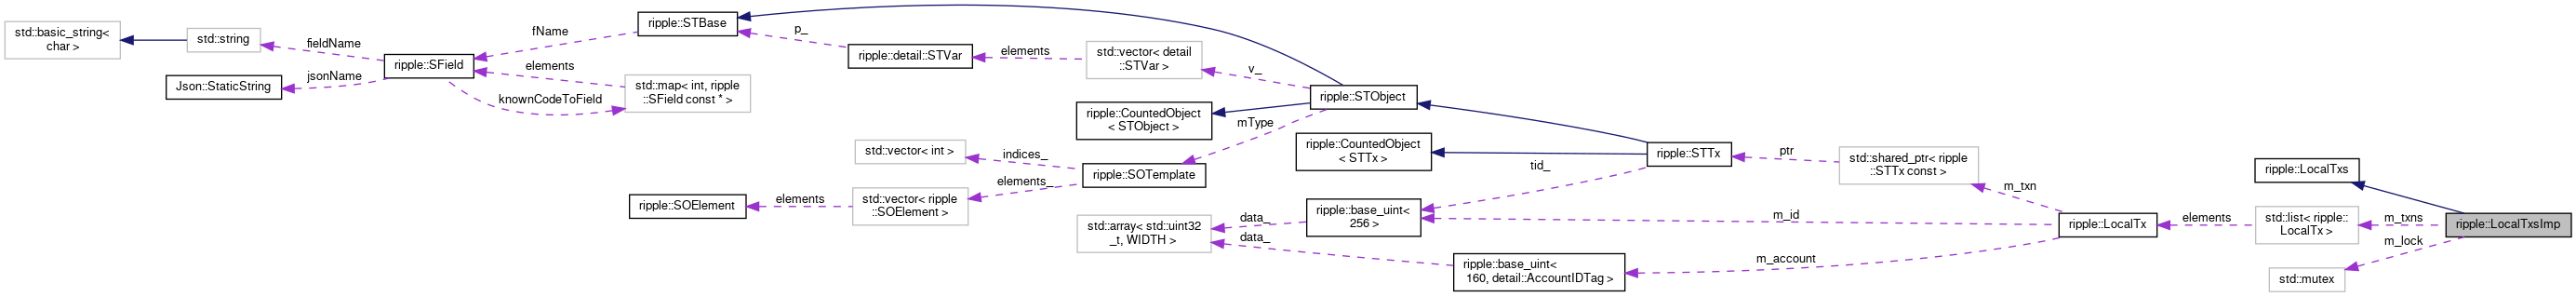 std::basic_string<
char >
std::string
fieldName
jsonName
Json::StaticString
ripple::SField
fName
elements
knownCodeToField
ripple::STBase
std::map< int, ripple
::SField const * >
p_
ripple::detail::STVar
elements
std::vector< detail
::STVar >
v_
ripple::CountedObject
< STObject >
mType
ripple::STObject
std::vector< int >
indices_
elements_
ripple::SOTemplate
ripple::SOElement
elements
std::vector< ripple
::SOElement >
ripple::CountedObject
< STTx >
tid_
ripple::STTx
ptr
std::shared_ptr< ripple
::STTx const >
m_txn
std::array< std::uint32
_t, WIDTH >
data_
data_
ripple::base_uint<
256 >
m_id
ripple::base_uint<
160, detail::AccountIDTag >
m_account
ripple::LocalTx
elements
ripple::LocalTxs
std::list< ripple::
LocalTx >
m_txns
m_lock
ripple::LocalTxsImp
std::mutex